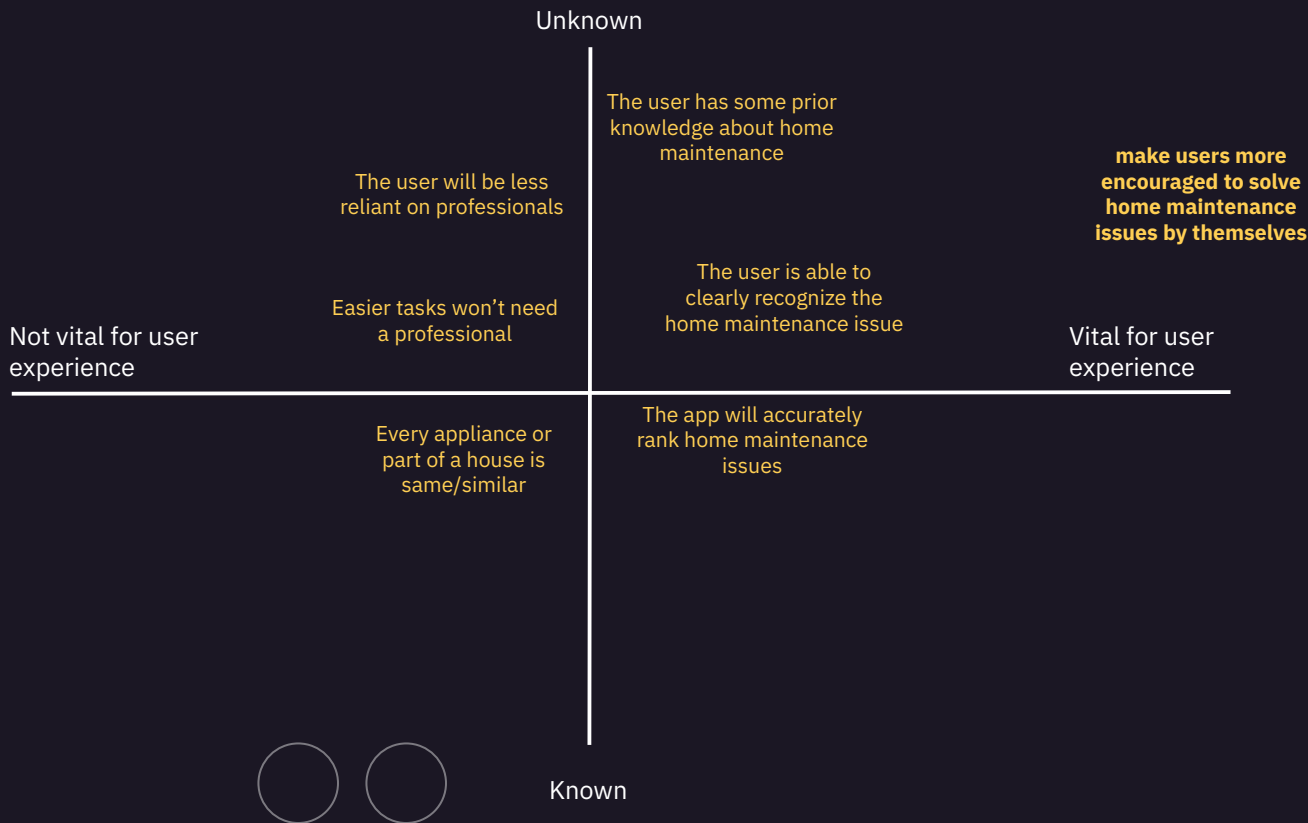 Unknown
The user has some prior
knowledge about home
maintenance
make users more
encouraged to solve
home maintenance
issues by themselves
The user will be less
reliant on professionals
The user is able to
clearly recognize the
home maintenance issue
Easier tasks won’t need
a professional
Not vital for user
experience
Vital for user
experience
The app will accurately
rank home maintenance
issues
Every appliance or
part of a house is
same/similar
Known